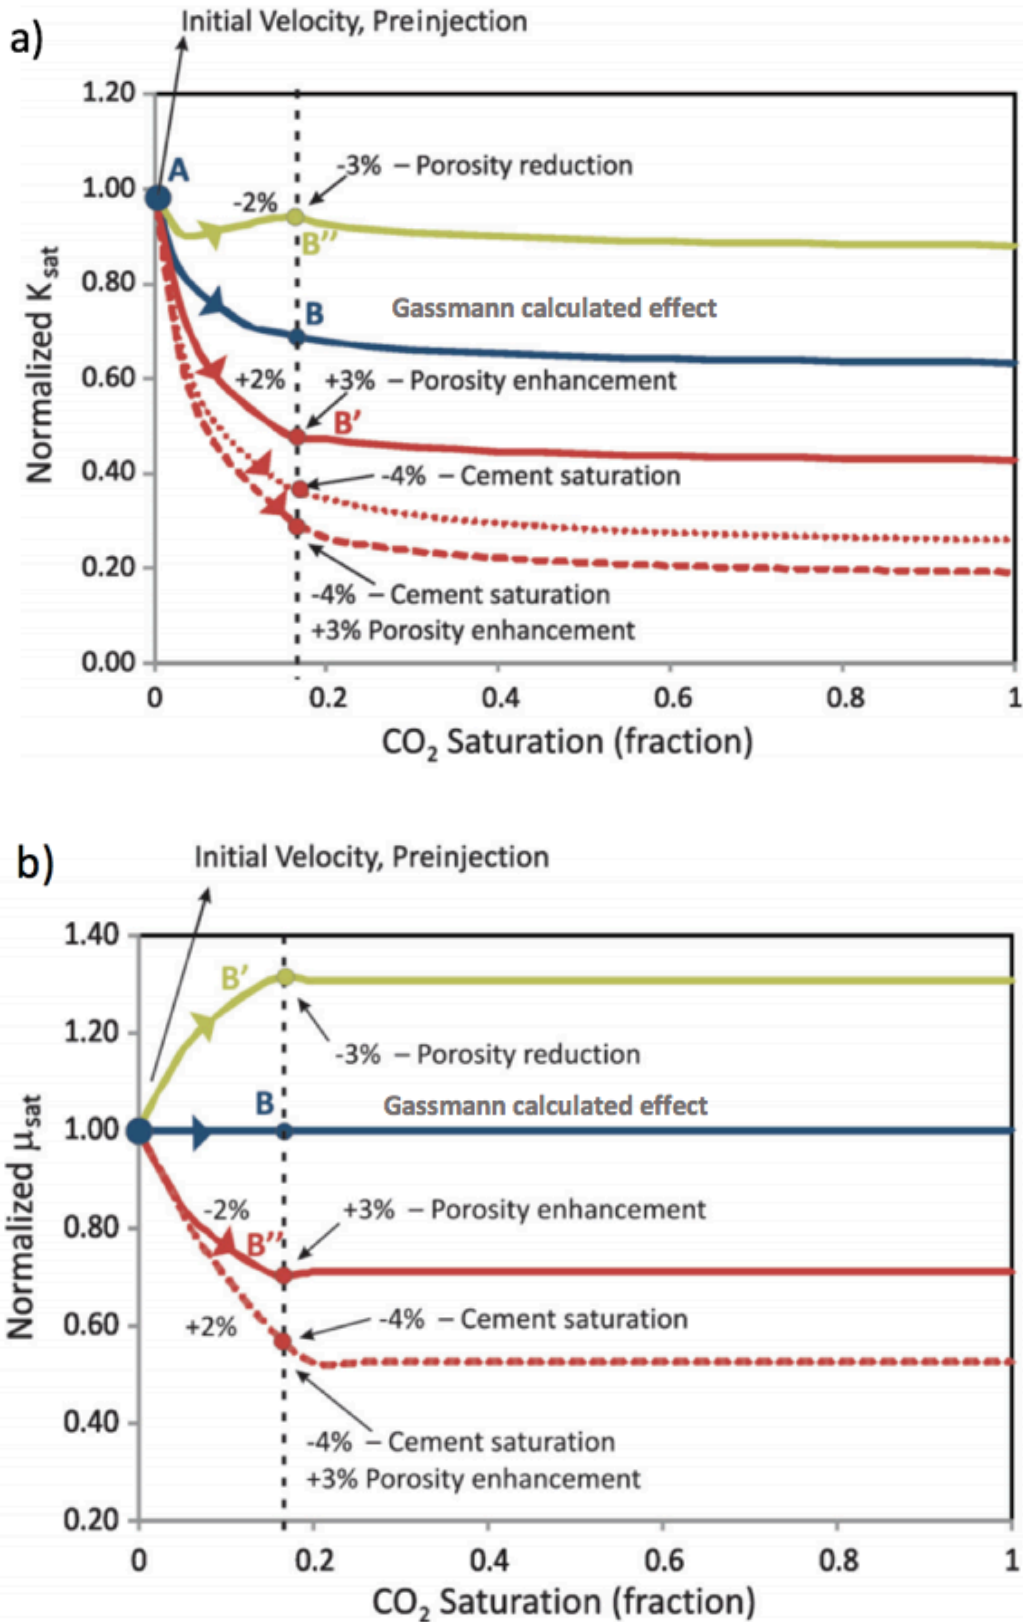 a)
Initial Velocity, Preinjection
1.20
1.00
0.80
0.60
0.40
0.20
0.00
Normalized Ksat
A
-2%
-3% – Porosity reduction
B''
B
Gassmann calculated effect
+2%
+3% – Porosity enhancement
B'
-4% – Cement saturation
-4% – Cement saturation
+3% Porosity enhancement
0 0.2 0.4 0.6 0.8 1
CO2 Saturation (fraction)
b)
Initial Velocity, Preinjection
1.40
1.20
1.00
0.80
0.60
0.40
0.20
Normalized μsat
B'
-3% – Porosity reduction
B
Gassmann calculated effect
-2%
+3% – Porosity enhancement
B''
+2%
-4% – Cement saturation
-4% – Cement saturation
+3% Porosity enhancement
0 0.2 0.4 0.6 0.8 1
CO2 Saturation (fraction)